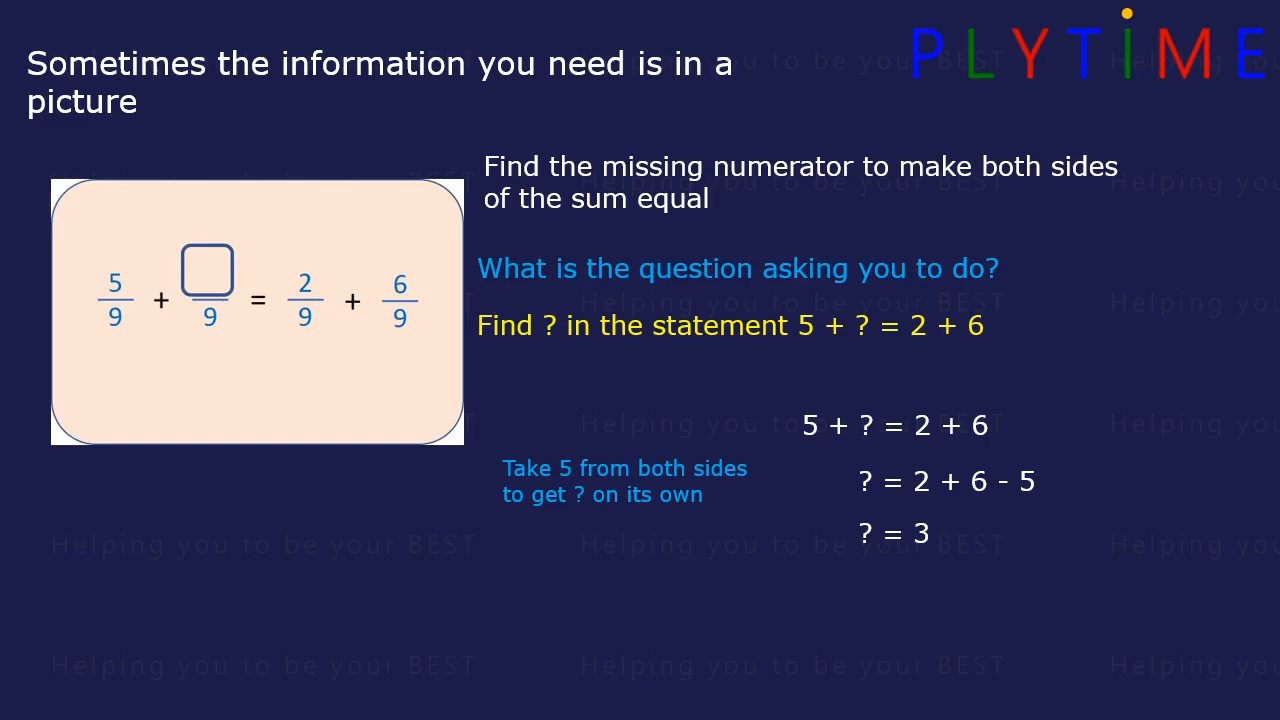 PLYTiME
Sometimes the information you need is in a
picture
Find the missing numerator to make both sides
of the sum equal
5/9 + □/9 = 2/9 + 6/9
What is the question asking you to do?
Find ? in the statement 5 + ? = 2 + 6
5 + ? = 2 + 6
Take 5 from both sides
to get ? on its own
? = 2 + 6 - 5
? = 3
Helping you to be your BEST